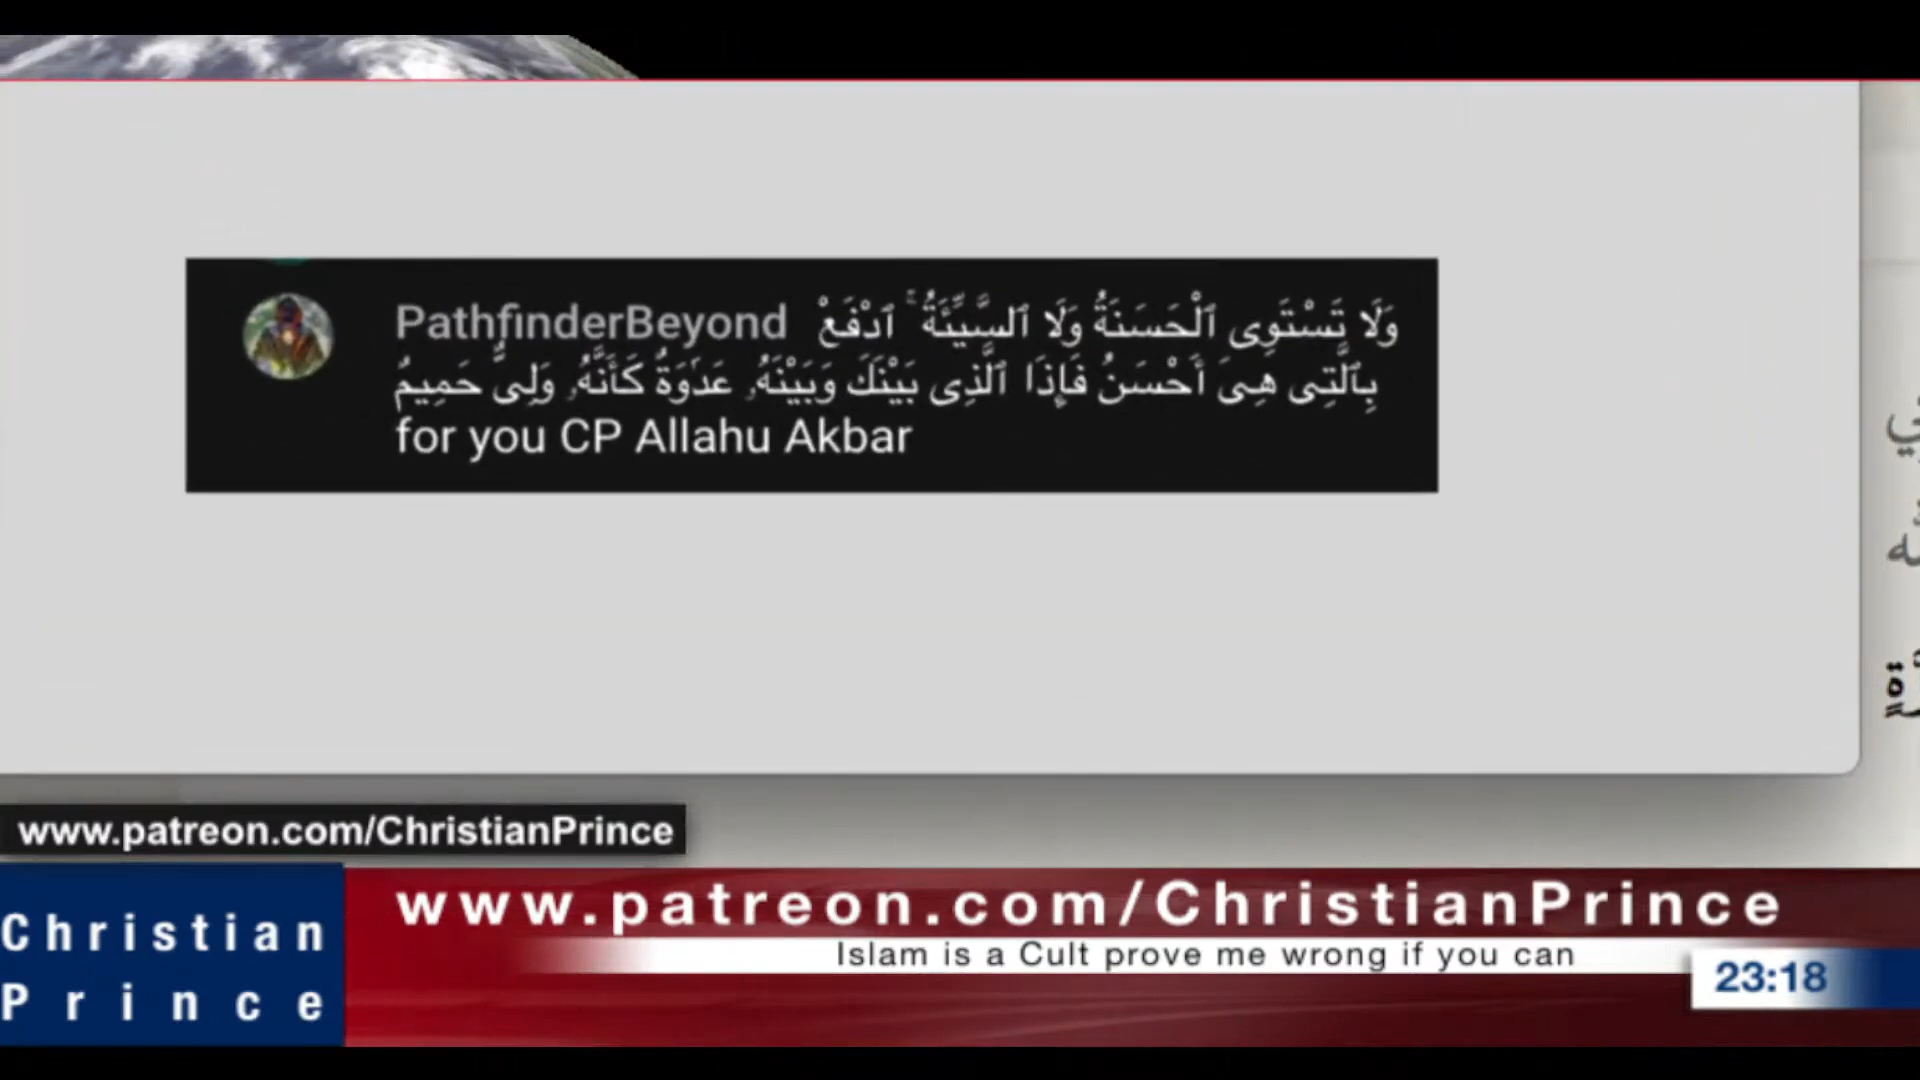 PathfinderBeyond وَلَا تَسْتَوِى ٱلْحَسَنَةُ وَلَا ٱلسَّيِّئَةُ ۚ ٱدْفَعْ
بِٱلَّتِى هِىَ أَحْسَنُ فَإِذَا ٱلَّذِى بَيْنَكَ وَبَيْنَهُۥ عَدَٰوَةٌ كَأَنَّهُۥ وَلِىٌّ حَمِيمٌ
for you CP Allahu Akbar
www.patreon.com/ChristianPrince
Christian
Prince
www.patreon.com/ChristianPrince
Islam is a Cult prove me wrong if you can
23:18